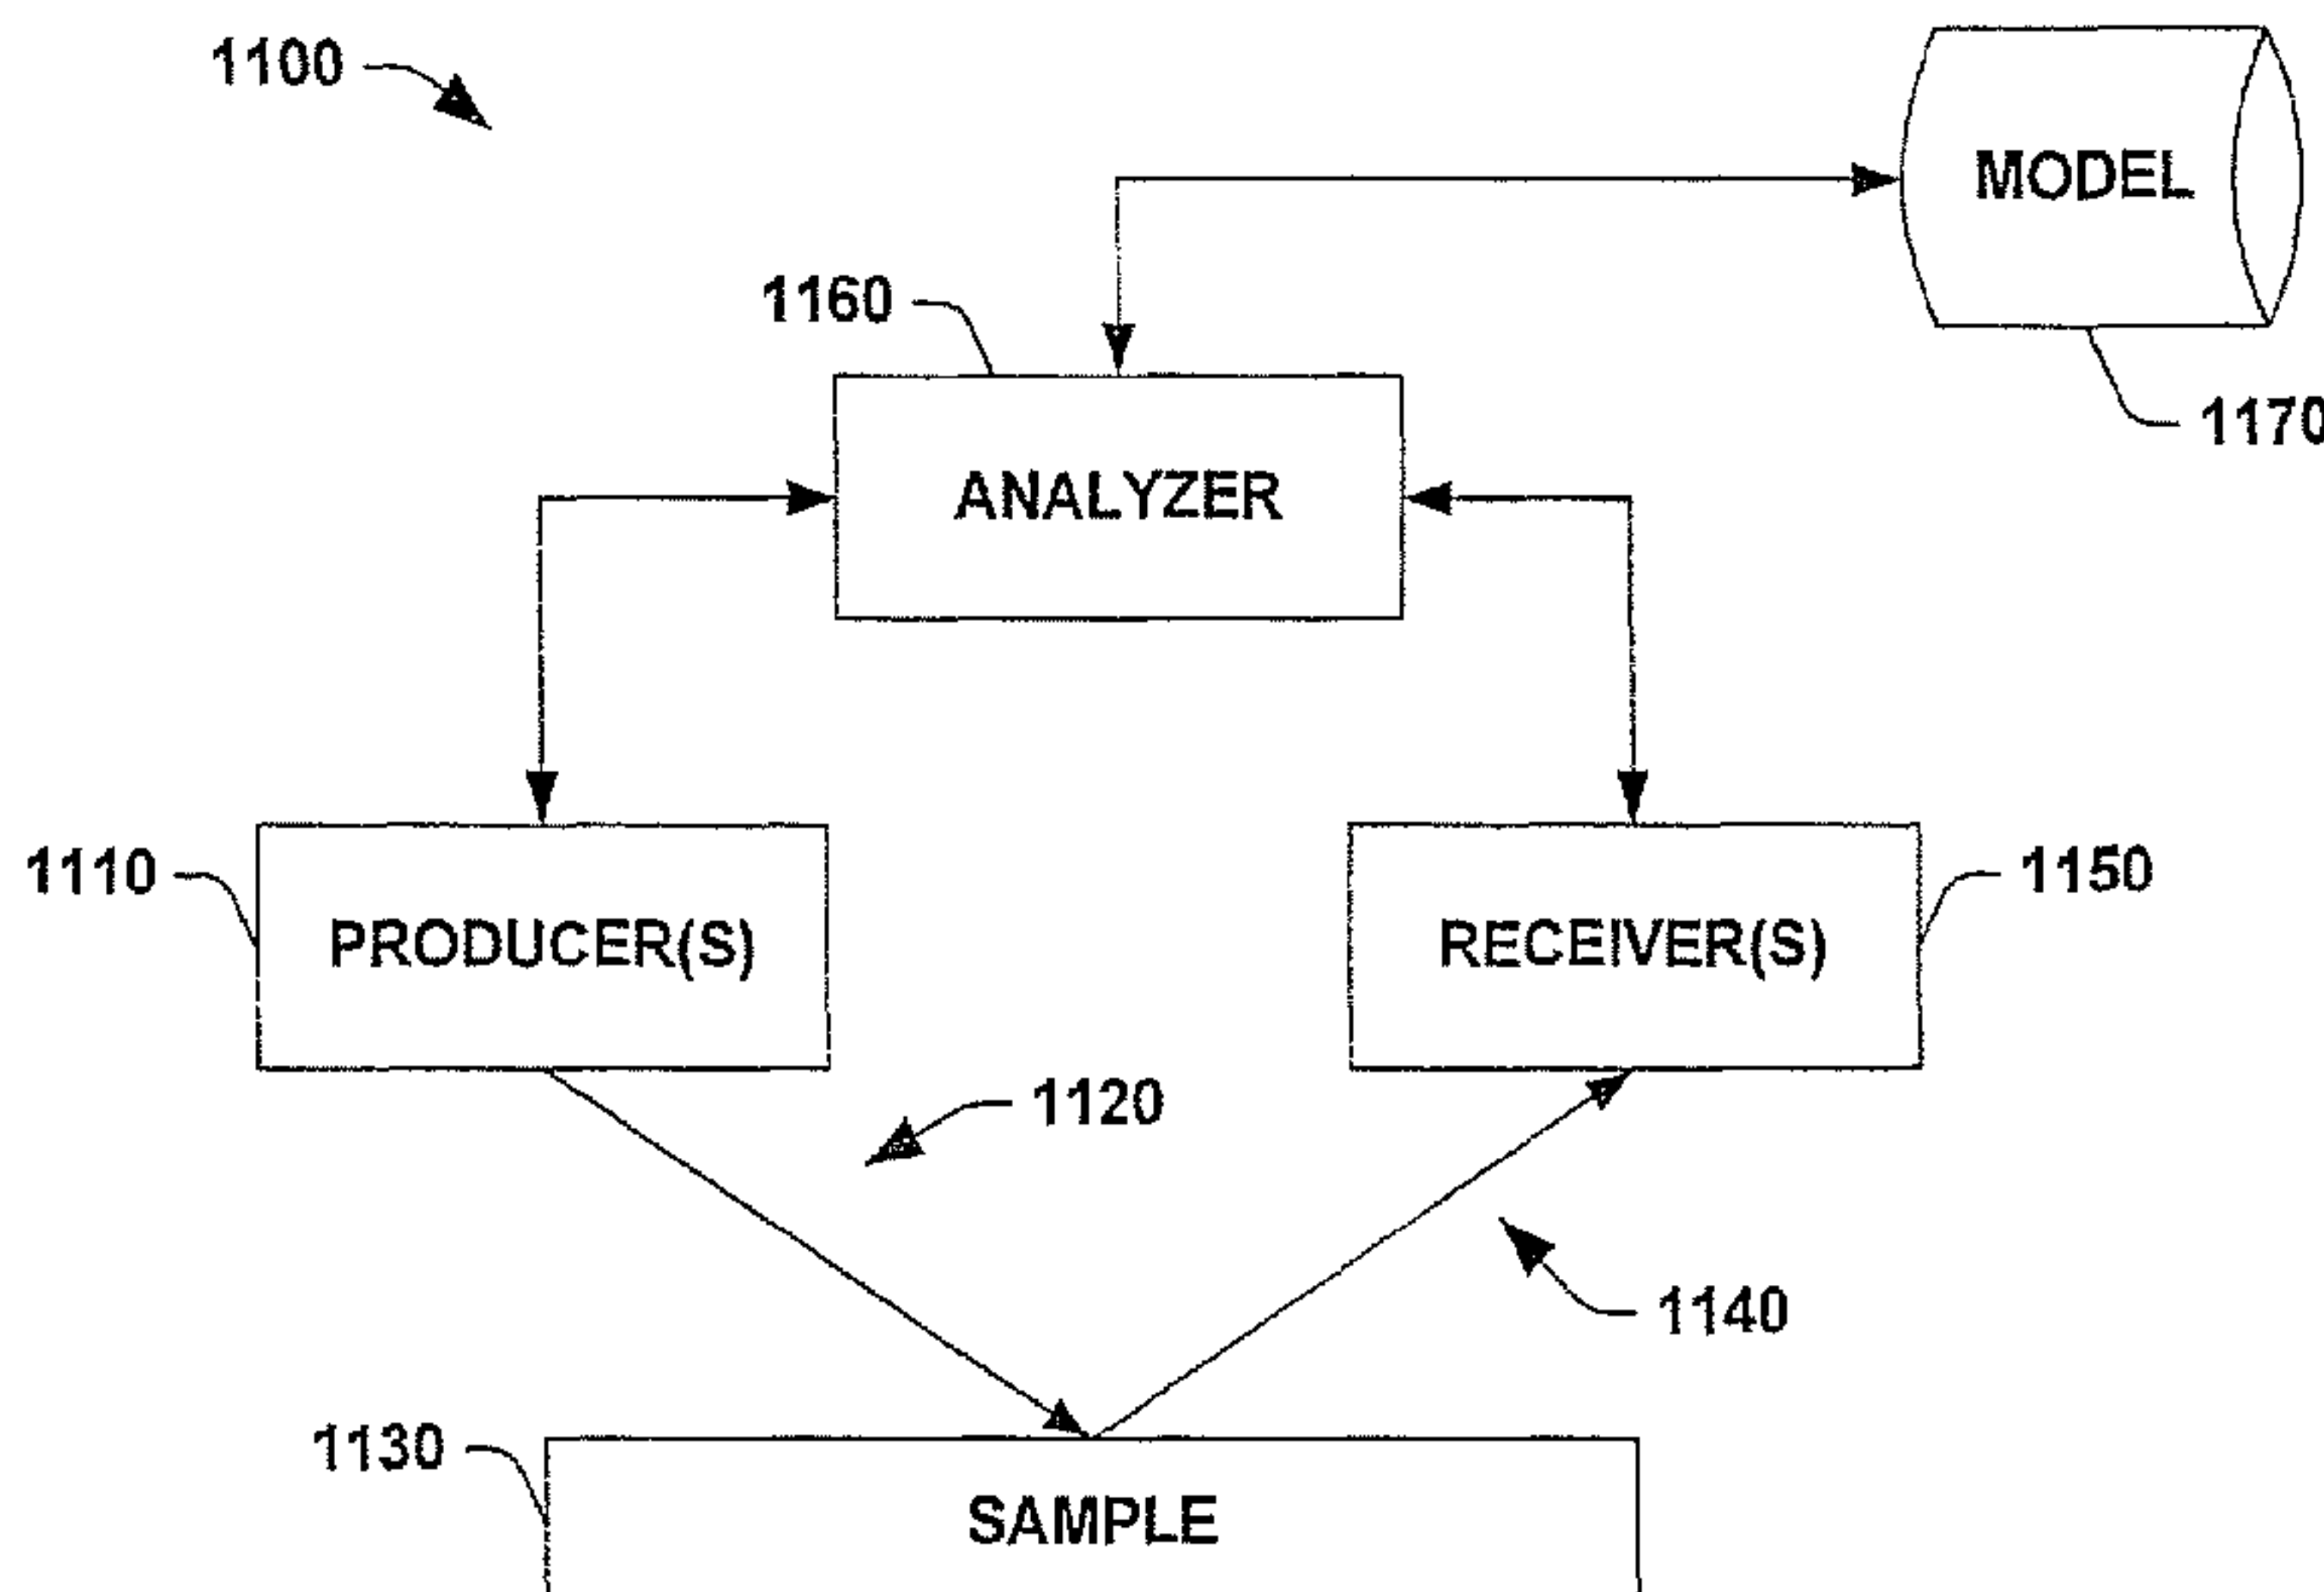 1100
MODEL
1160
1170
ANALYZER
1110
PRODUCER(S)
RECEIVER(S)
1150
1120
1140
1130
SAMPLE